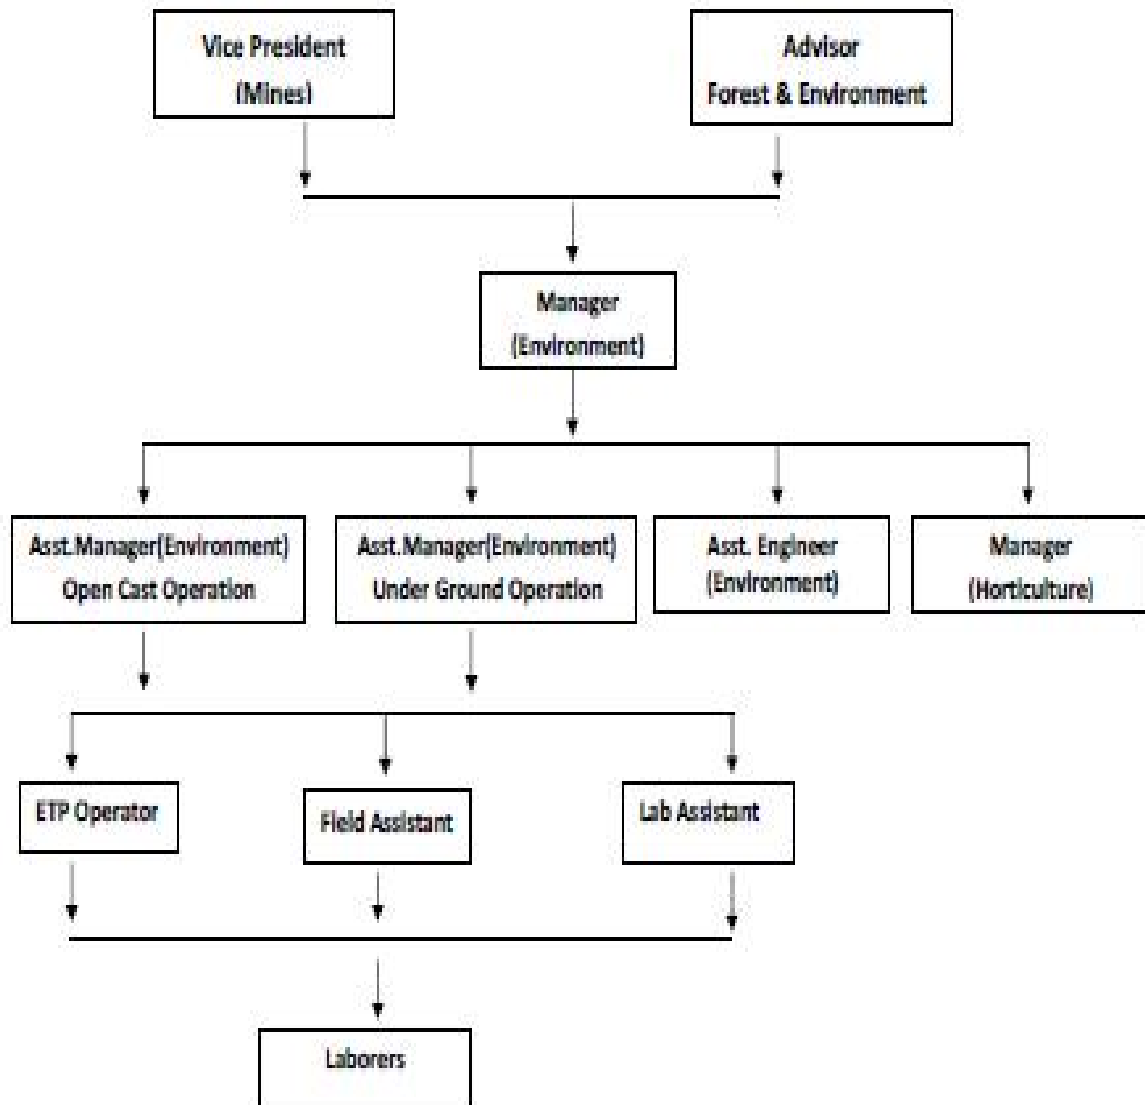 Vice President
(Mines)
Advisor
Forest & Environment
Manager
(Environment)
Asst.Manager(Environment)
Open Cast Operation
Asst.Manager(Environment)
Under Ground Operation
Asst. Engineer
(Environment)
Manager
(Horticulture)
ETP Operator
Field Assistant
Lab Assistant
Laborers